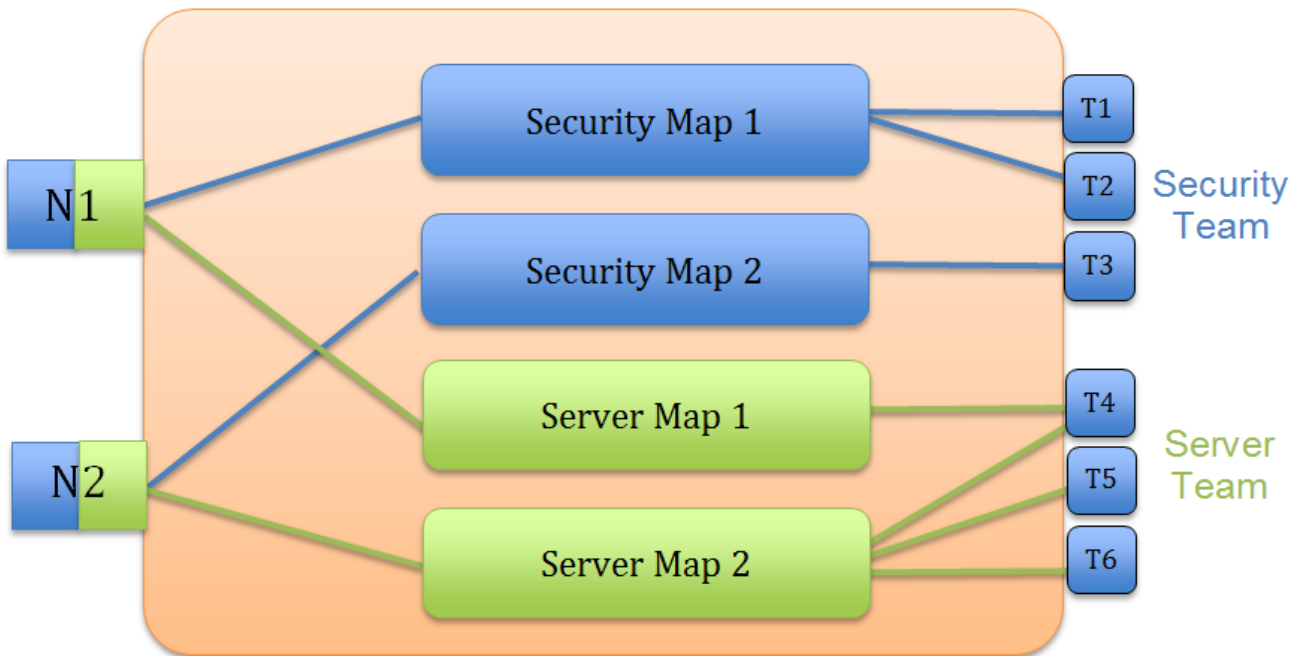 Security Map 1
T1
T2
Security
Team
N1
Security Map 2
T3
Server Map 1
T4
Server
Team
N2
T5
Server Map 2
T6